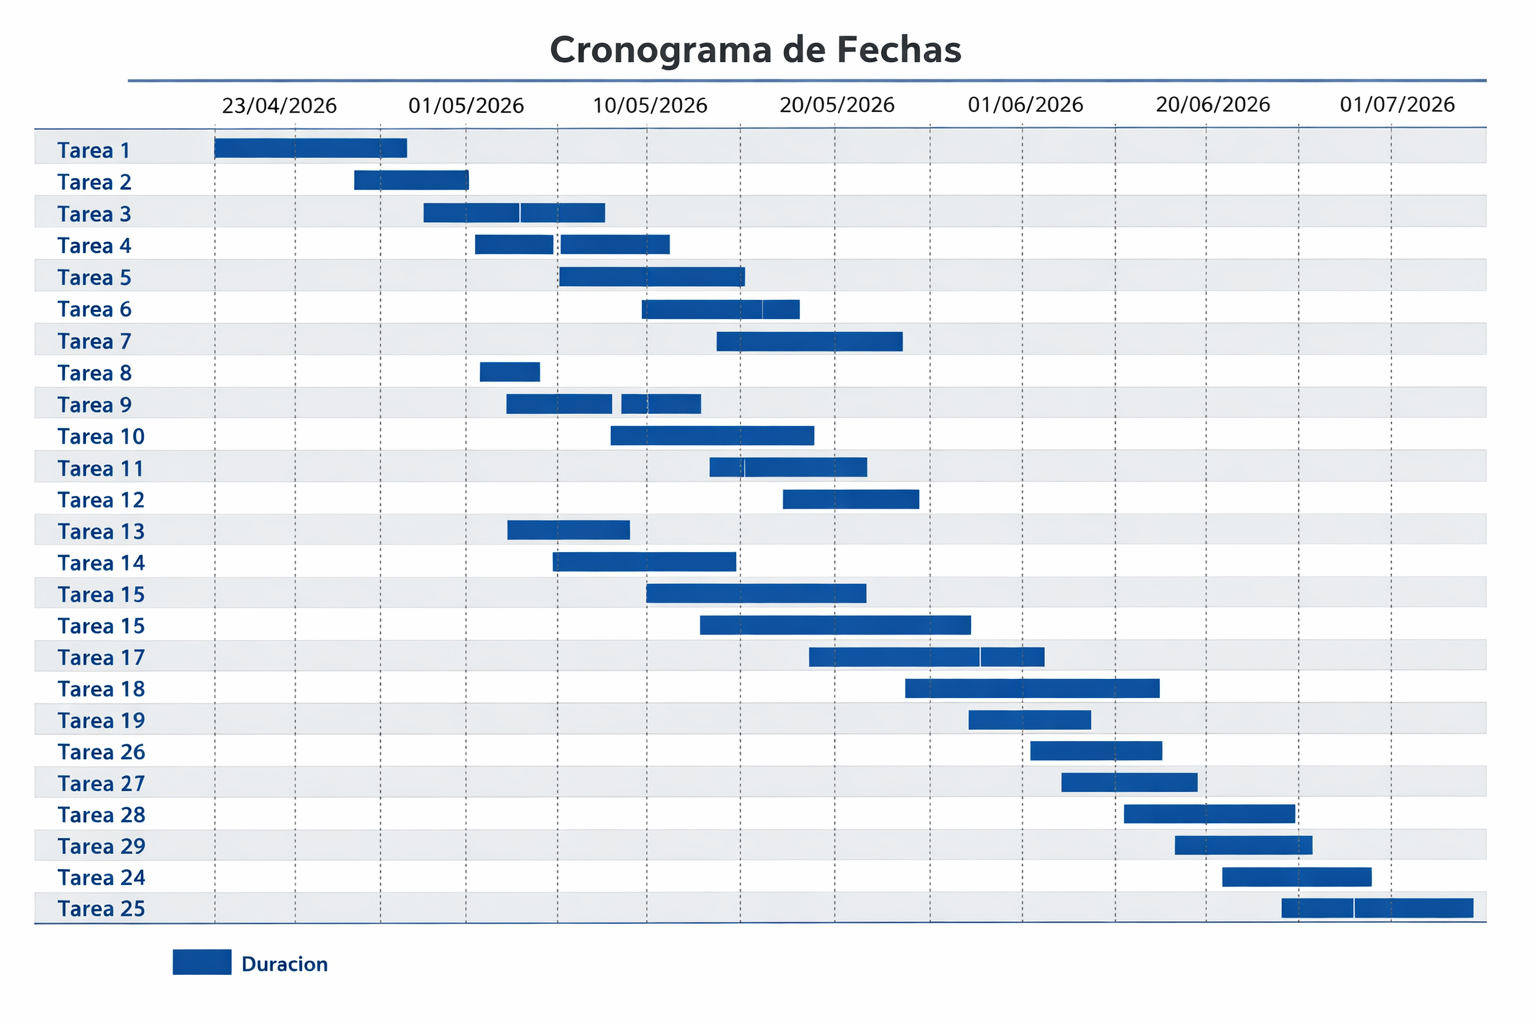 Cronograma de Fechas
23/04/2026 01/05/2026 10/05/2026 20/05/2026 01/06/2026 20/06/2026 01/07/2026
Tarea 1
Tarea 2
Tarea 3
Tarea 4
Tarea 5
Tarea 6
Tarea 7
Tarea 8
Tarea 9
Tarea 10
Tarea 11
Tarea 12
Tarea 13
Tarea 14
Tarea 15
Tarea 15
Tarea 17
Tarea 18
Tarea 19
Tarea 26
Tarea 27
Tarea 28
Tarea 29
Tarea 24
Tarea 25
Duracion